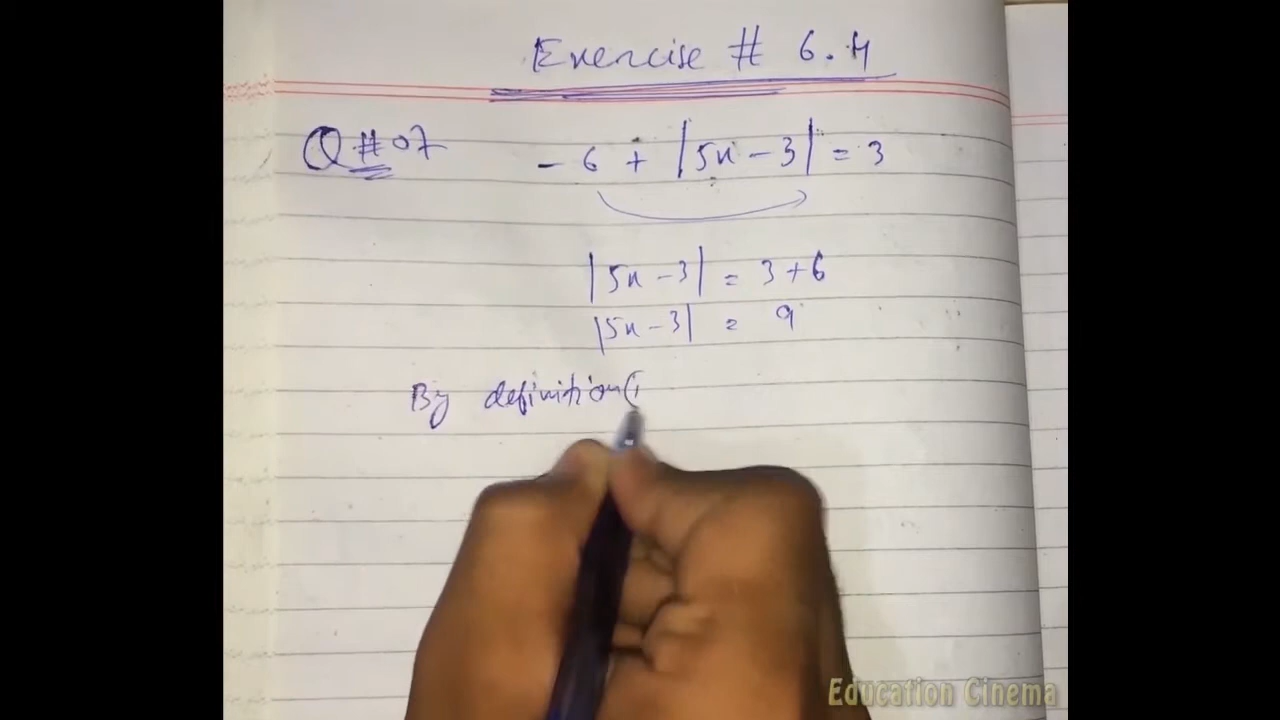 Exercise # 6.4
Q # 07 - 6 + |5x - 3| = 3
|5x - 3| = 3 + 6
|5x - 3| = 9
By definition(
Education Cinema